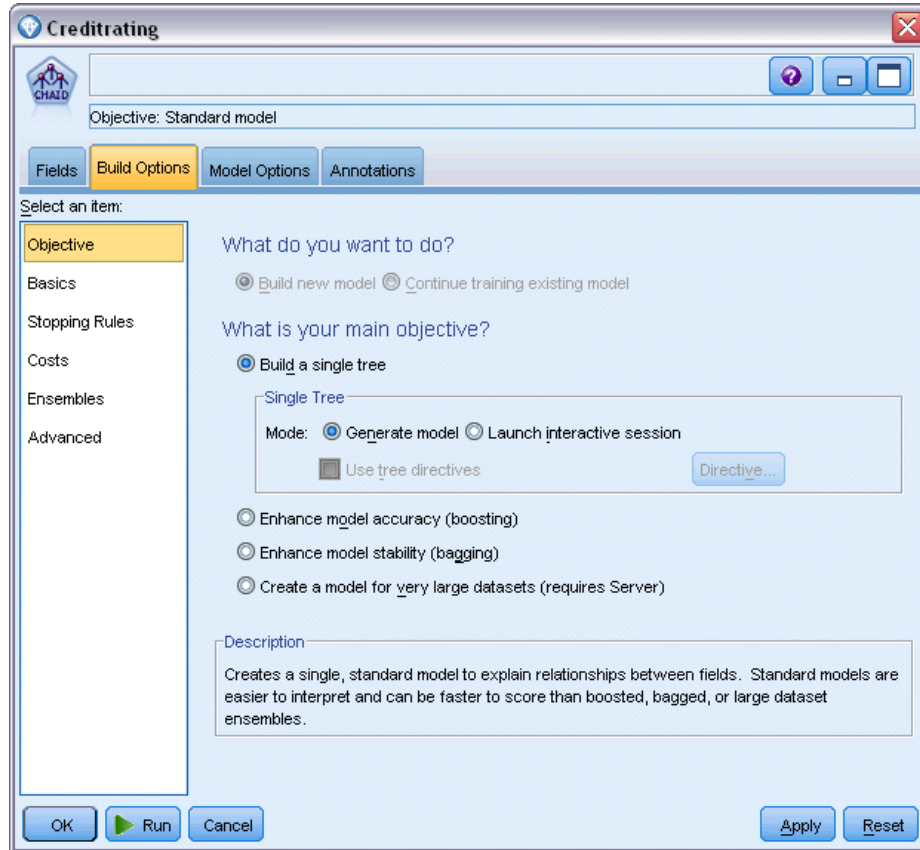 Creditrating
CHAID
Objective: Standard model
Fields Build Options Model Options Annotations
Select an item:
Objective
Basics
Stopping Rules
Costs
Ensembles
Advanced
What do you want to do?
Build new model Continue training existing model
What is your main objective?
Build a single tree
Single Tree
Mode: Generate model Launch interactive session
Use tree directives Directive...
Enhance model accuracy (boosting)
Enhance model stability (bagging)
Create a model for very large datasets (requires Server)
Description
Creates a single, standard model to explain relationships between fields. Standard models are
easier to interpret and can be faster to score than boosted, bagged, or large dataset
ensembles.
OK Run Cancel Apply Reset